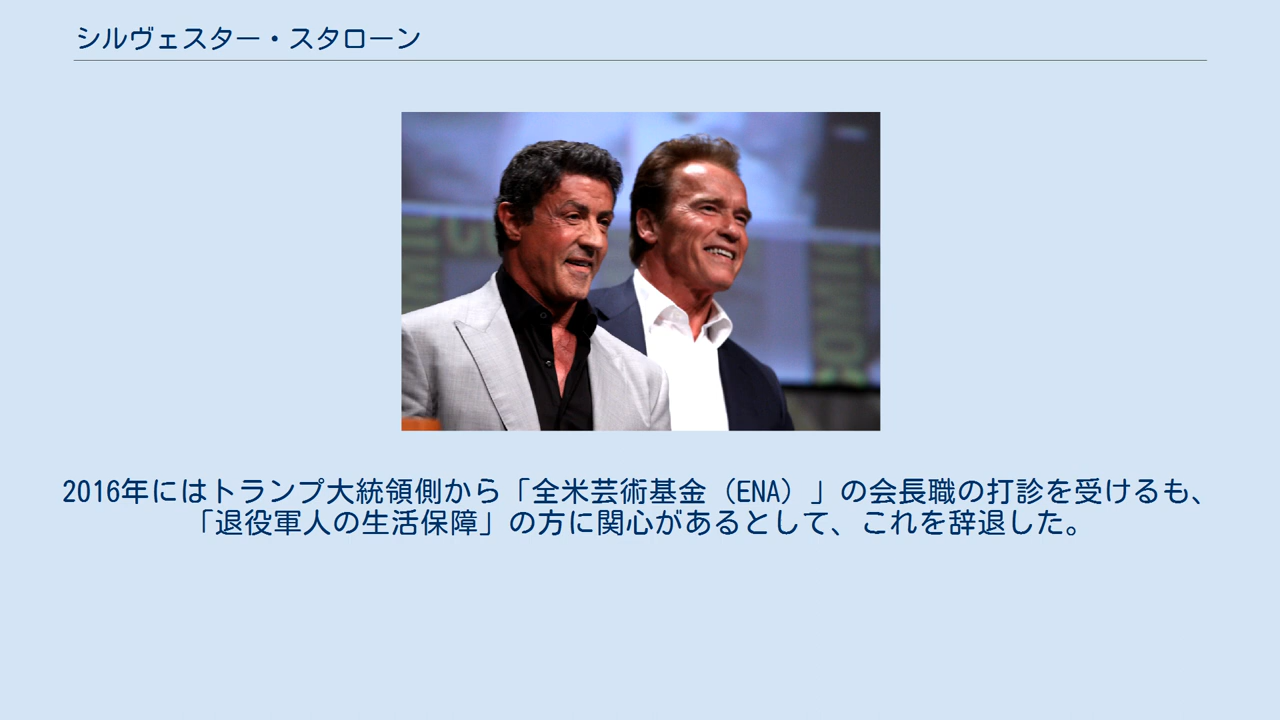 シルヴェスター・スタローン
2016年にはトランプ大統領側から「全米芸術基金（ENA）」の会長職の打診を受けるも、
「退役軍人の生活保障」の方に関心があるとして、これを辞退した。